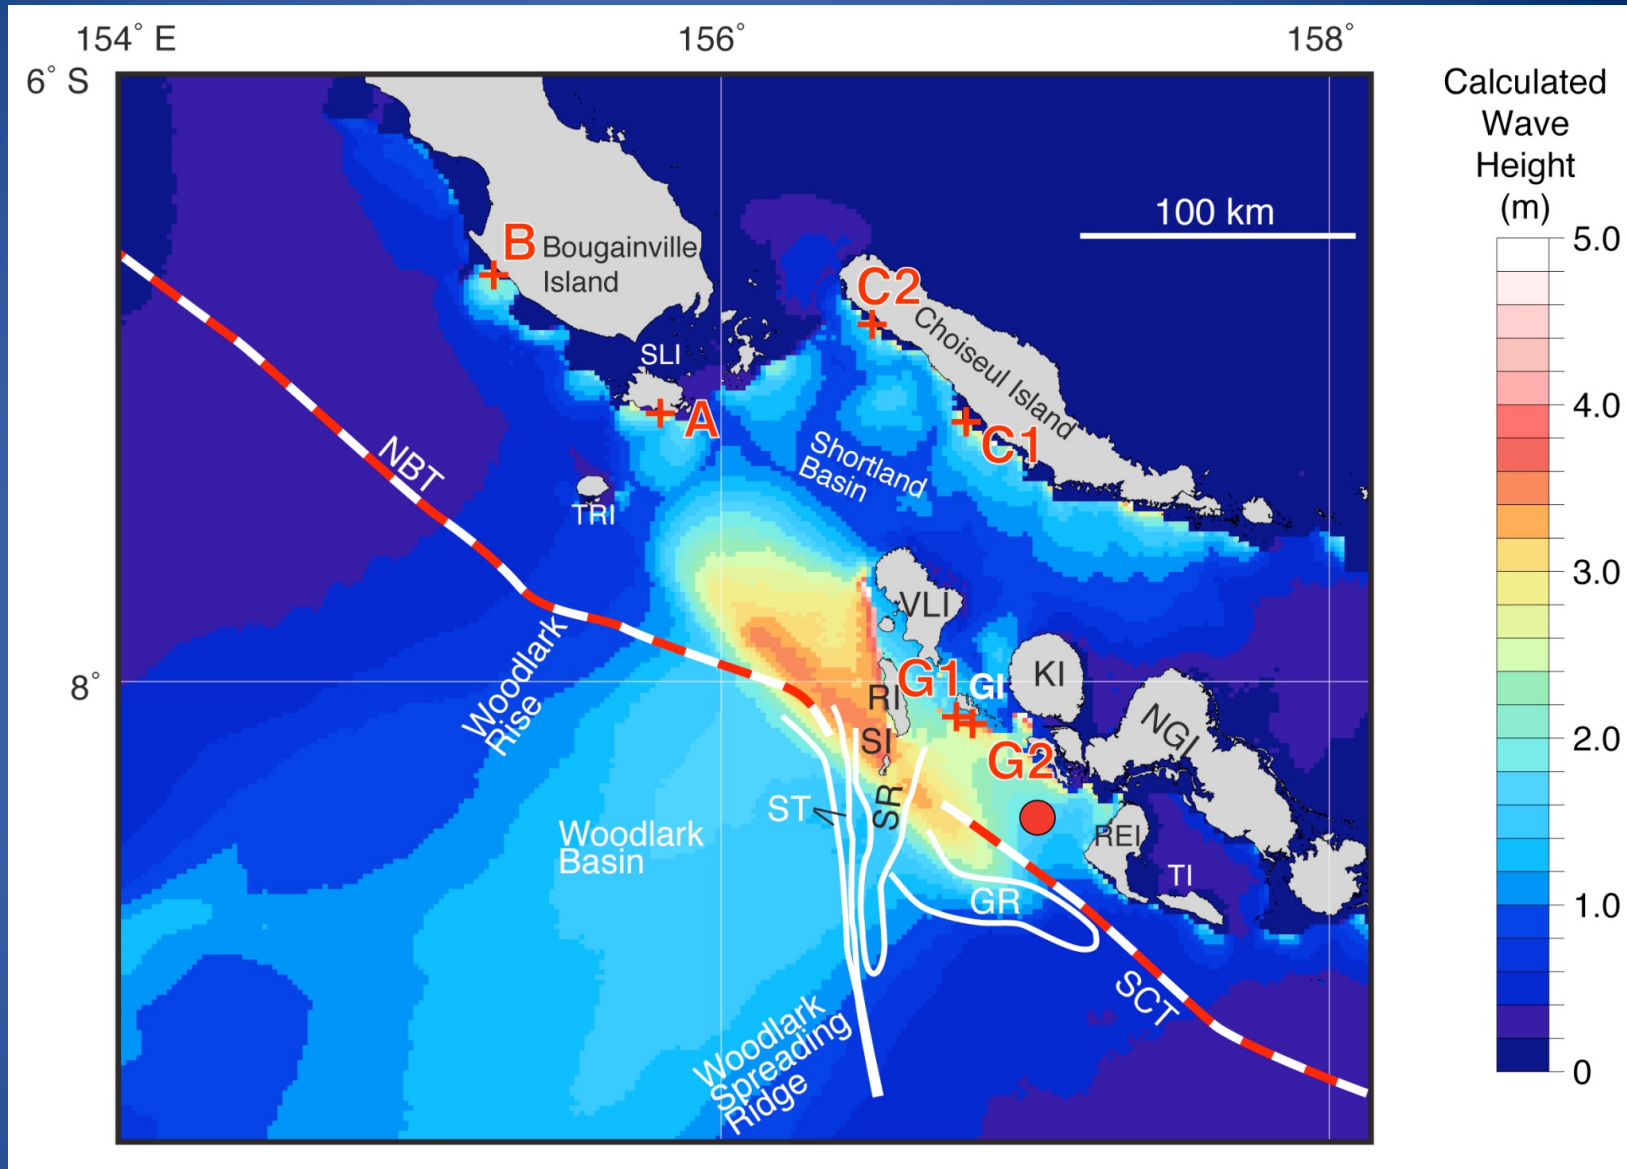 154° E
156°
158°
6° S
8°
Calculated
Wave
Height
(m)
5.0
4.0
3.0
2.0
1.0
0
100 km
B
Bougainville
Island
C2
Choiseul Island
SLI
A
C1
Shortland
Basin
NBT
TRI
VLI
Woodlark
Rise
G1
GI
KI
RI
NGI
SI
G2
ST
SR
Woodlark
Basin
REI
TI
GR
SCT
Woodlark
Spreading
Ridge